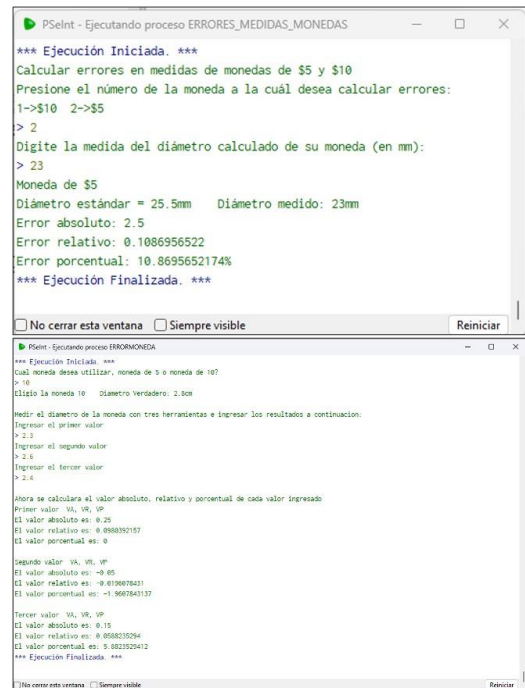 PSeInt - Ejecutando proceso ERRORES_MEDIDAS_MONEDAS
*** Ejecución Iniciada. ***
Calcular errores en medidas de monedas de $5 y $10
Presione el número de la moneda a la cuál desea calcular errores:
1->$10 2->$5
> 2
Digite la medida del diámetro calculado de su moneda (en mm):
> 23
Moneda de $5
Diámetro estándar = 25.5mm Diámetro medido: 23mm
Error absoluto: 2.5
Error relativo: 0.1086956522
Error porcentual: 10.8695652174%
*** Ejecución Finalizada. ***
No cerrar esta ventana Siempre visible Reiniciar
PSeInt - Ejecutando proceso ERRORMONEDA
*** Ejecución Iniciada. ***
Cual moneda desea utilizar, moneda de 5 o moneda de 10?
> 10
Eligio la moneda 10 Diametro Verdadero: 2.8cm
Medir el diametro de la moneda con tres herramientas e ingresar los resultados a continuacion:
Ingresar el primer valor
> 2.3
Ingresar el segundo valor
> 2.6
Ingresar el tercer valor
> 2.4
Ahora se calculara el valor absoluto, relativo y porcentual de cada valor ingresado
Primer valor VA, VR, VP
El valor absoluto es: 0.25
El valor relativo es: 0.0980392157
El valor porcentual es: 0
Segundo valor VA, VR, VP
El valor absoluto es: -0.05
El valor relativo es: -0.0196078431
El valor porcentual es: -1.9607843137
Tercer valor VA, VR, VP
El valor absoluto es: 0.15
El valor relativo es: 0.0588235294
El valor porcentual es: 5.8823529412
*** Ejecución Finalizada. ***
No cerrar esta ventana Siempre visible Reiniciar